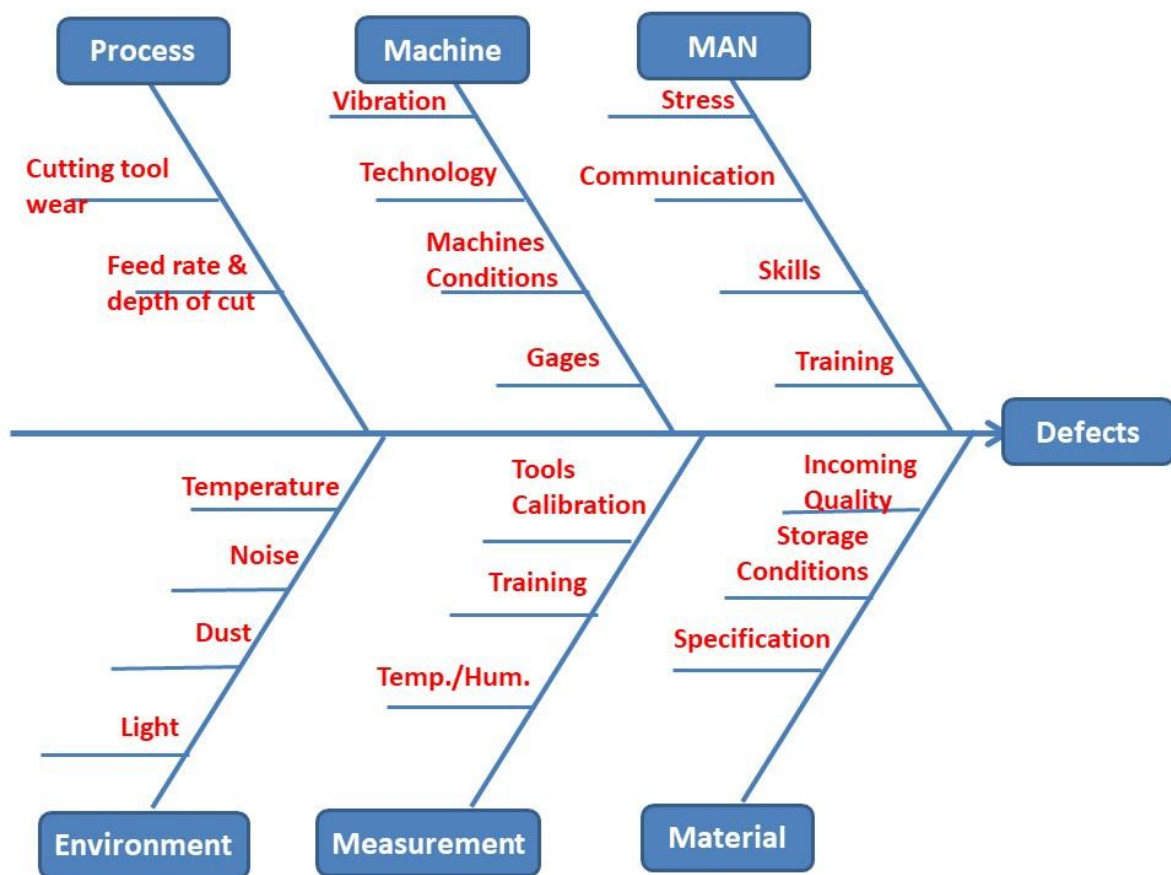 Process
Machine
MAN
Vibration
Stress
Cutting tool
wear
Technology
Communication
Feed rate &
depth of cut
Machines
Conditions
Skills
Gages
Training
Defects
Temperature
Tools
Calibration
Incoming
Quality
Noise
Training
Storage
Conditions
Dust
Temp./Hum.
Specification
Light
Environment
Measurement
Material